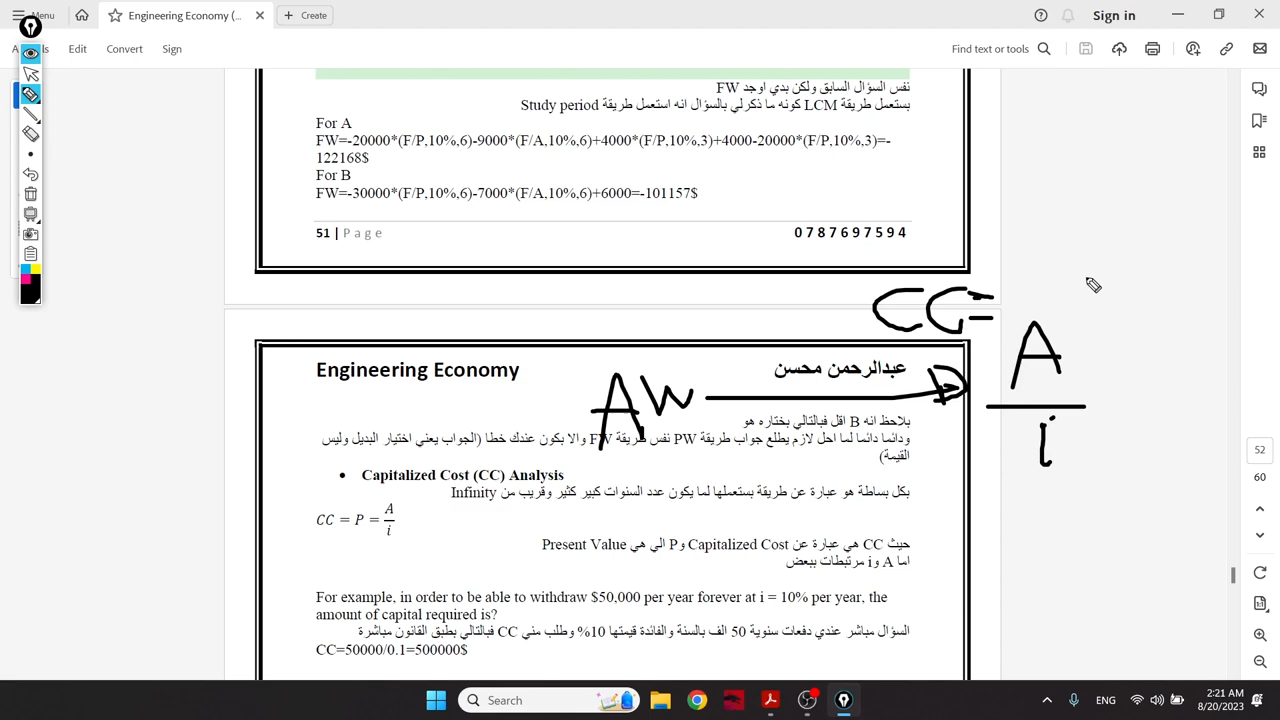 Menu
Engineering Economy (...
Create
Sign in
Edit
Convert
Sign
Find text or tools
نفس السؤال السابق ولكن بدي اوجد FW
بستعمل طريقة LCM كونه ما ذكرلي بالسؤال انه استعمل طريقة Study period
For A
FW=-20000*(F/P,10%,6)-9000*(F/A,10%,6)+4000*(F/P,10%,3)+4000-20000*(F/P,10%,3)=-
122168$
For B
FW=-30000*(F/P,10%,6)-7000*(F/A,10%,6)+6000=-101157$
51 | Page
0787697594
CC=
A
i
Engineering Economy
عبدالرحمن محسن
AW
بلاحظ انه B اقل فبالتالي بختاره هو
ودائما دائما لما احل لازم يطلع جواب طريقة PW نفس طريقة FW والا بكون عندك خطا (الجواب يعني اختيار البديل وليس
القيمة)
• Capitalized Cost (CC) Analysis
بكل بساطة هو عبارة عن طريقة بستعملها لما يكون عدد السنوات كبير كثير وقريب من Infinity
CC = P = A
i
حيث CC هي عبارة عن Capitalized Cost و P الي هي Present Value
اما A و i مرتبطات ببعض
For example, in order to be able to withdraw $50,000 per year forever at i = 10% per year, the
amount of capital required is?
السؤال مباشر عندي دفعات سنوية 50 الف بالسنة والفائدة قيمتها 10% وطلب مني CC فبالتالي بطبق القانون مباشرة
CC=50000/0.1=500000$
52
60
Search
ENG
2:21 AM
8/20/2023